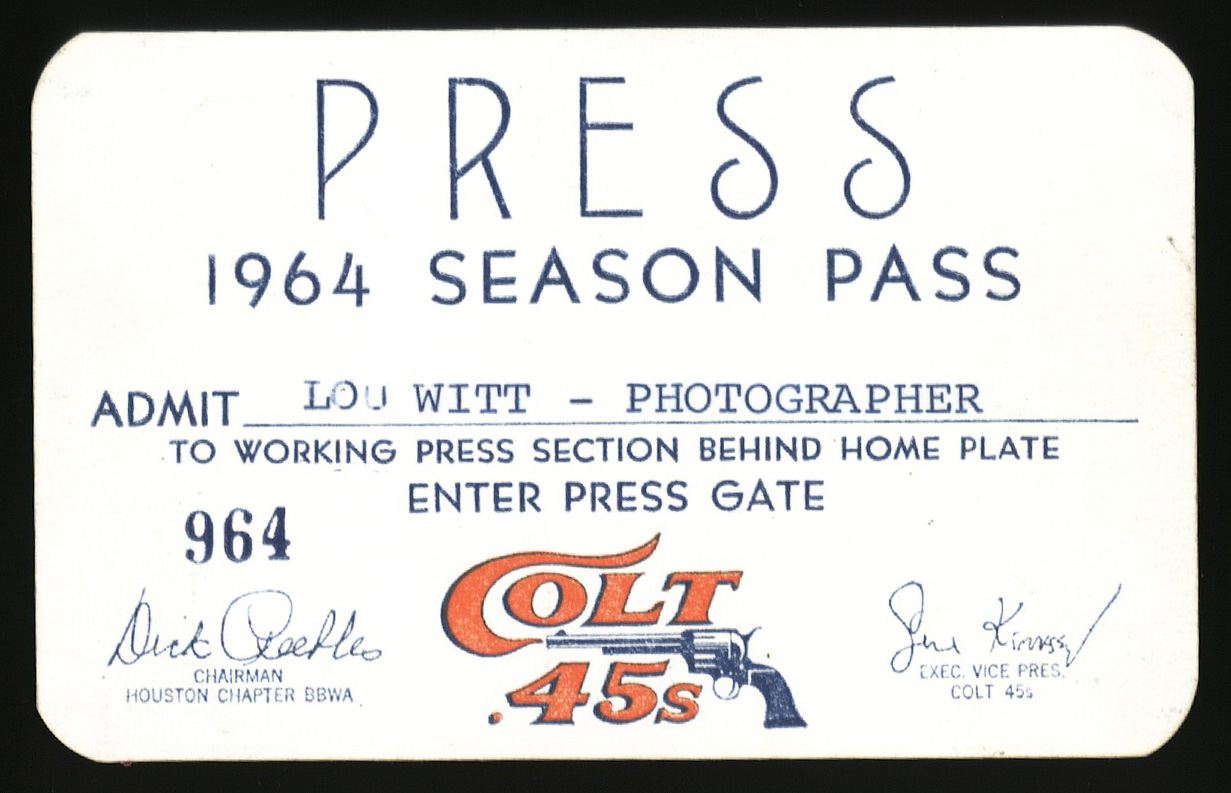 PRESS
1964 SEASON PASS
ADMIT LOU WITT - PHOTOGRAPHER
TO WORKING PRESS SECTION BEHIND HOME PLATE
ENTER PRESS GATE
964
COLT
.45s
Dick Peebles
CHAIRMAN
HOUSTON CHAPTER BBWA
EXEC. VICE PRES.
COLT 45s